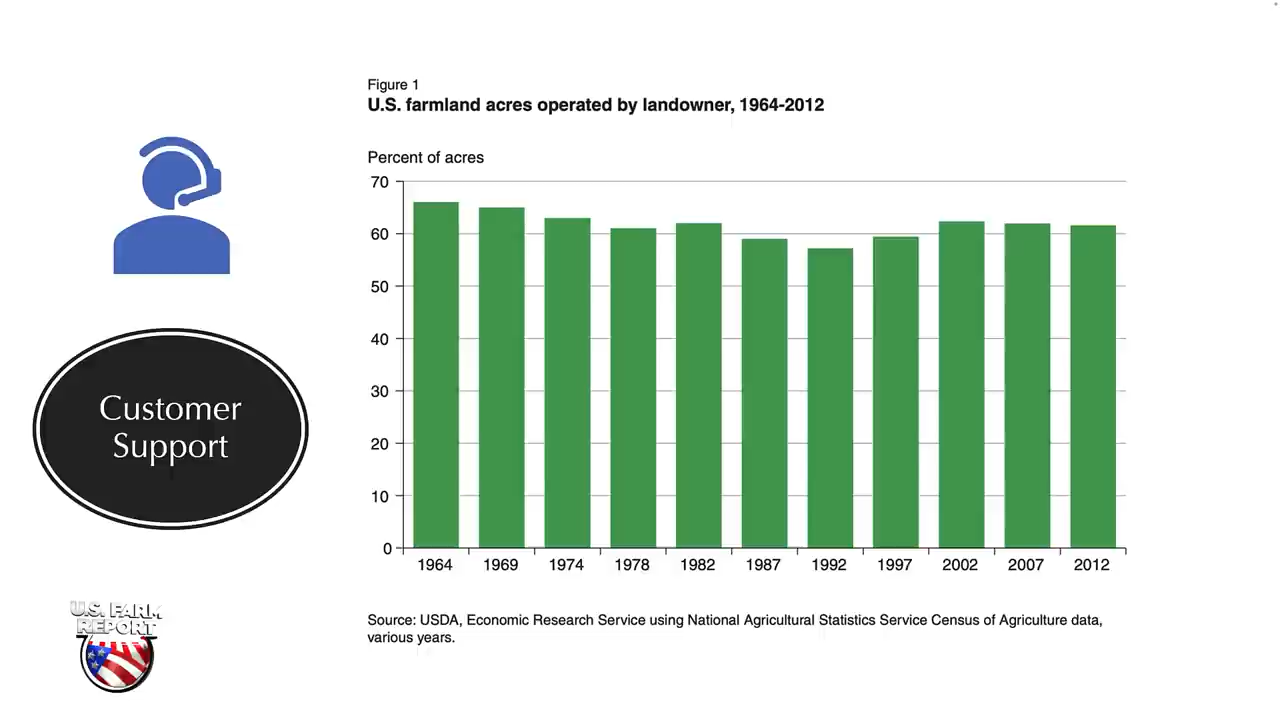 Figure 1
U.S. farmland acres operated by landowner, 1964-2012
Percent of acres
70
60
50
40
30
20
10
0
1964 1969 1974 1978 1982 1987 1992 1997 2002 2007 2012
Source: USDA, Economic Research Service using National Agricultural Statistics Service Census of Agriculture data,
various years.
Customer
Support
U.S. FARM
REPORT